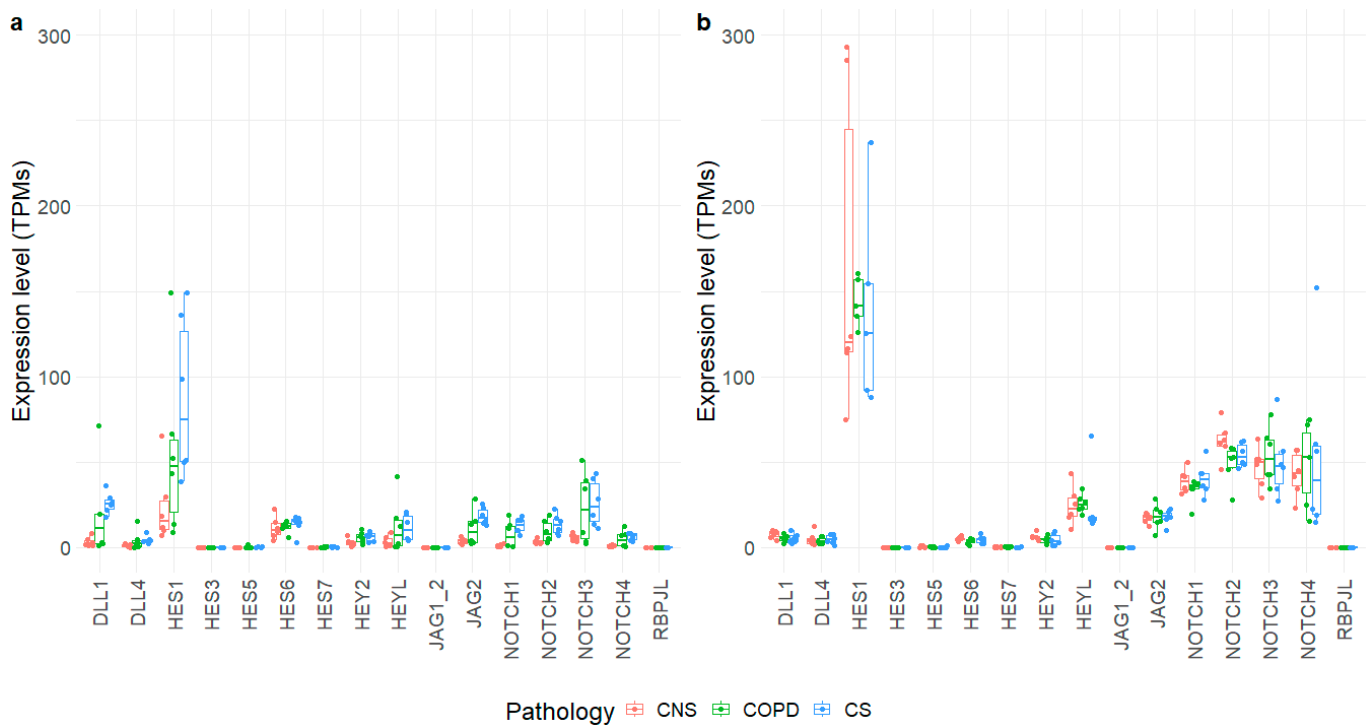 a
b
300
200
100
0
Expression level (TPMs)
DLL1
DLL4
HES1
HES3
HES5
HES6
HES7
HEY2
HEYL
JAG1_2
JAG2
NOTCH1
NOTCH2
NOTCH3
NOTCH4
RBPJL
300
200
100
0
Expression level (TPMs)
DLL1
DLL4
HES1
HES3
HES5
HES6
HES7
HEY2
HEYL
JAG1_2
JAG2
NOTCH1
NOTCH2
NOTCH3
NOTCH4
RBPJL
Pathology CNS COPD CS